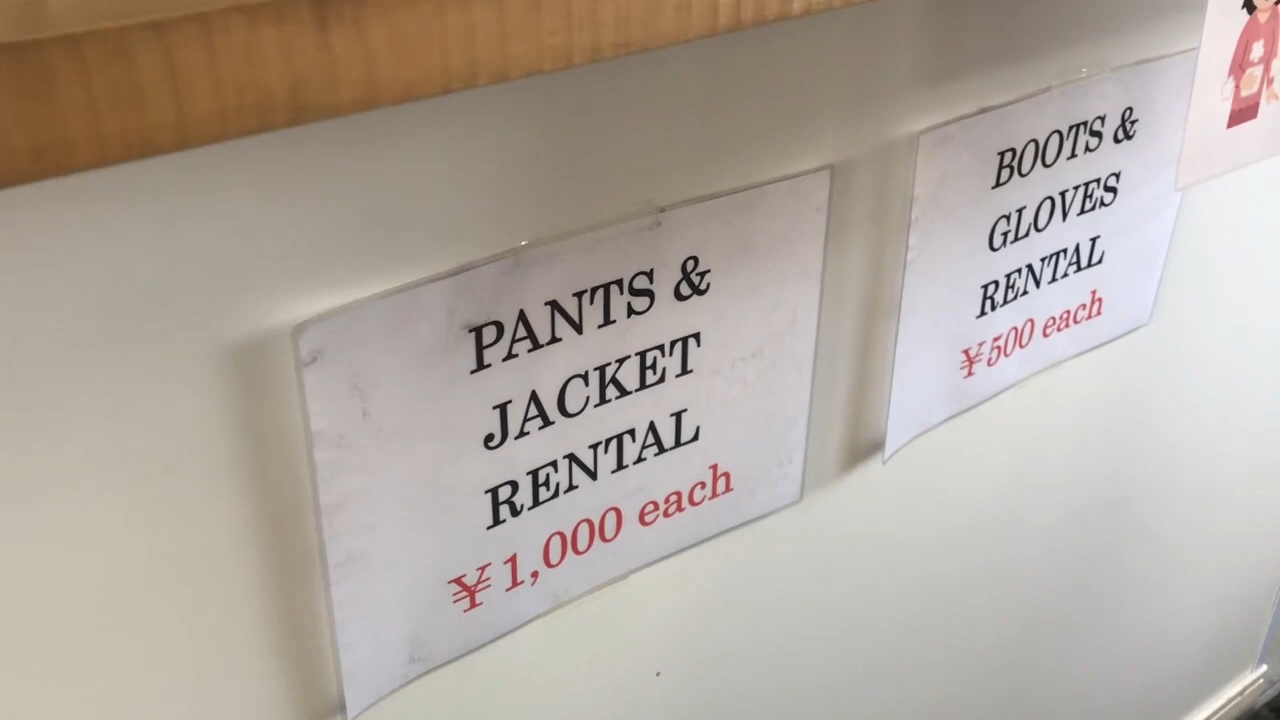 PANTS &
JACKET
RENTAL
¥1,000 each
BOOTS &
GLOVES
RENTAL
¥500 each